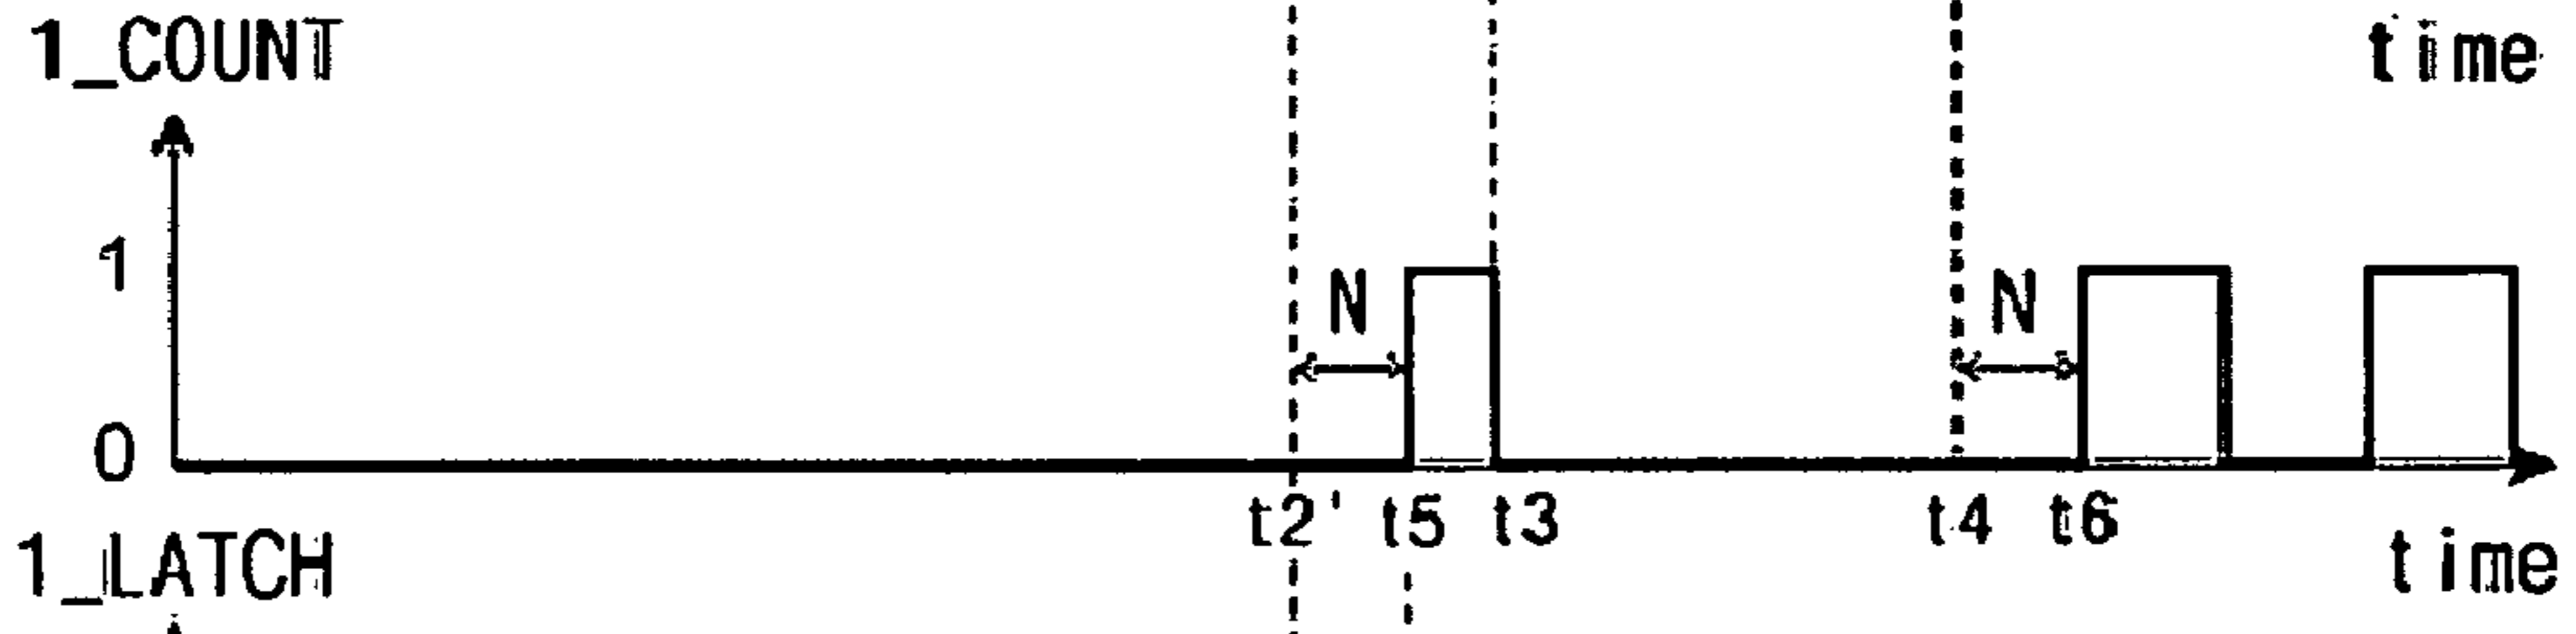 1_COUNT time
1
N N
0
t2' t5 t3 t4 t6
1_LATCH time